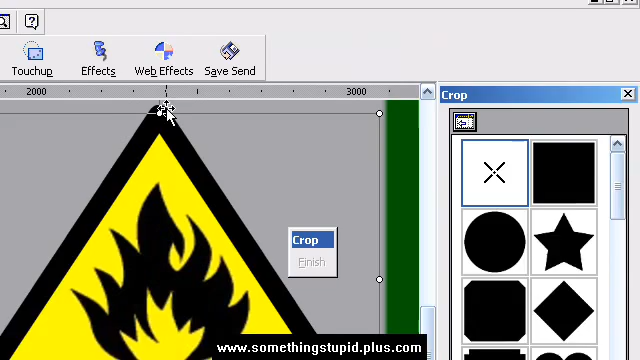 Touchup
Effects
Web Effects
Save Send
2000
3000
Crop
Crop
Finish
www.somethingstupid.plus.com